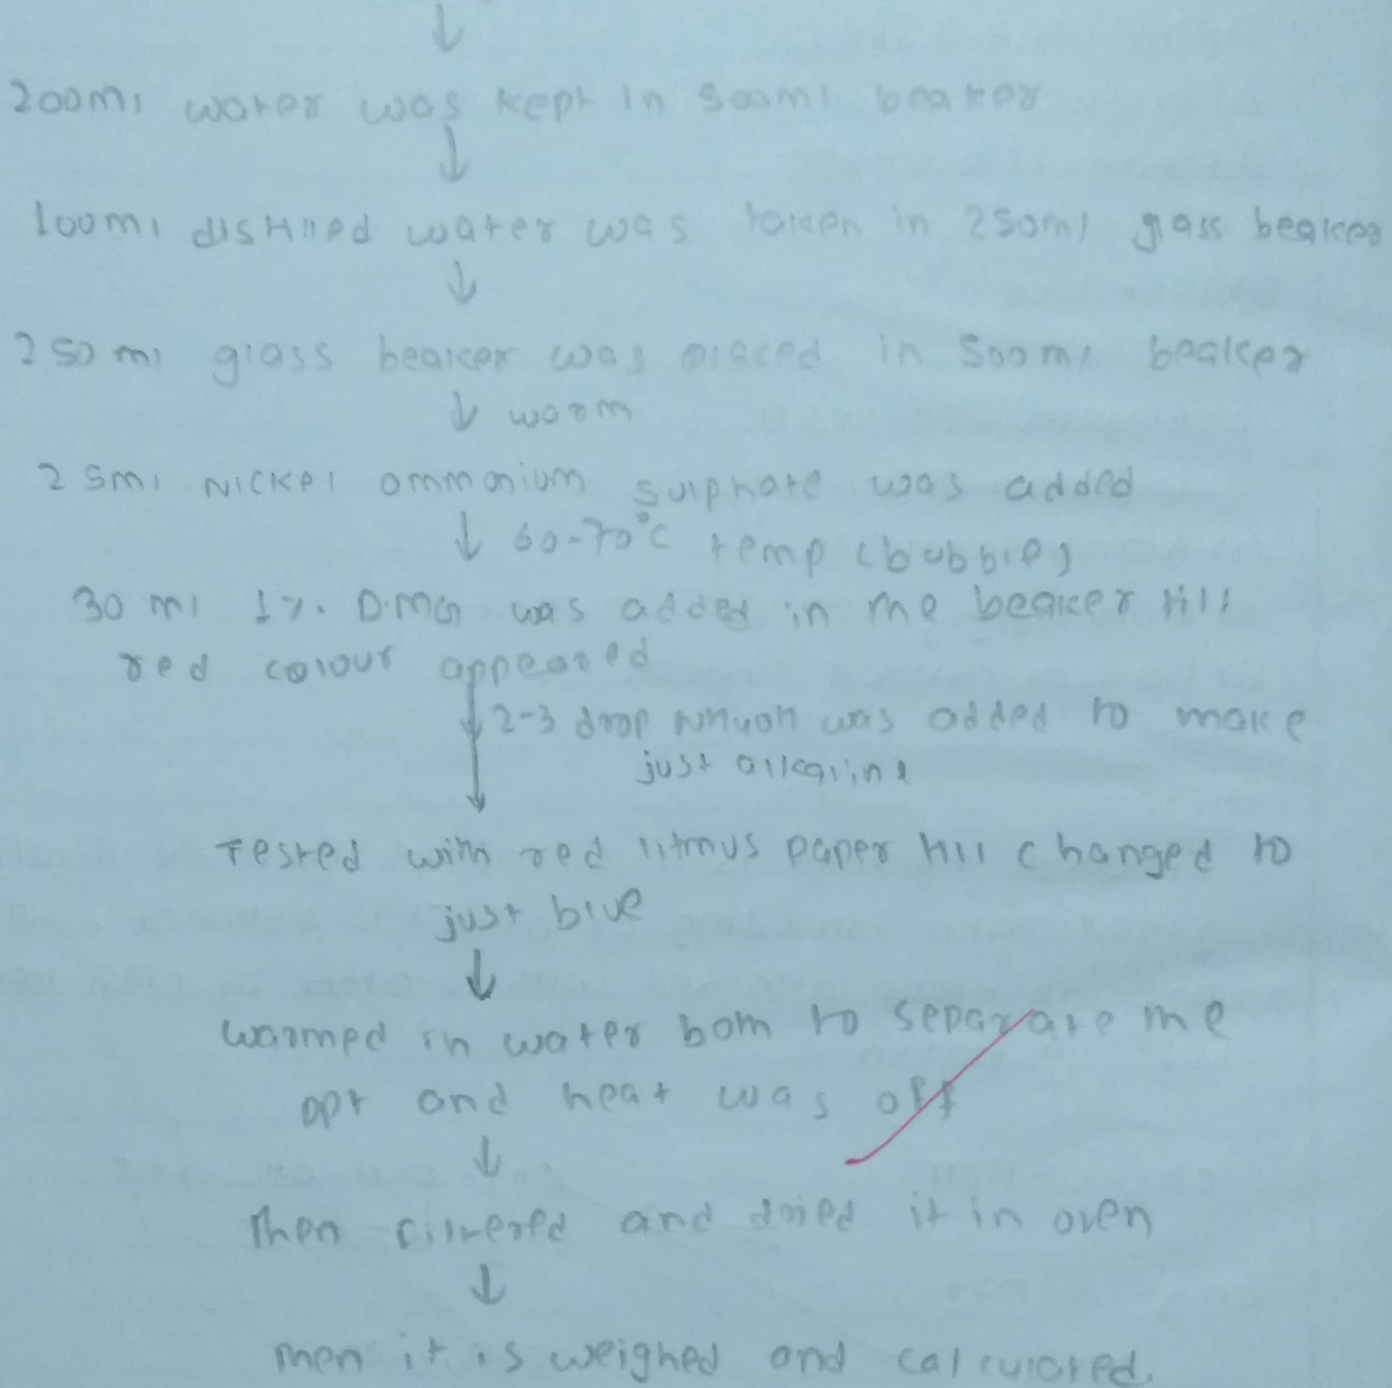 ↓
200ml water was kept in 500ml beaker
↓
100ml distilled water was taken in 250ml glass beaker
↓
250 ml glass beaker was placed in 500ml beaker
↓ warm
25ml Nickel ammonium sulphate was added
↓ 60-70°C temp (bubble)
30 ml 1%. DMG was added in the beaker till
red colour appeared
↓ 2-3 drop NH4OH was added to make
just alkaline
Tested with red litmus paper till changed to
just blue
↓
warmed in water bath to separate the
ppt and heat was off
↓
Then filtered and dried it in oven
↓
then it is weighed and calculated.